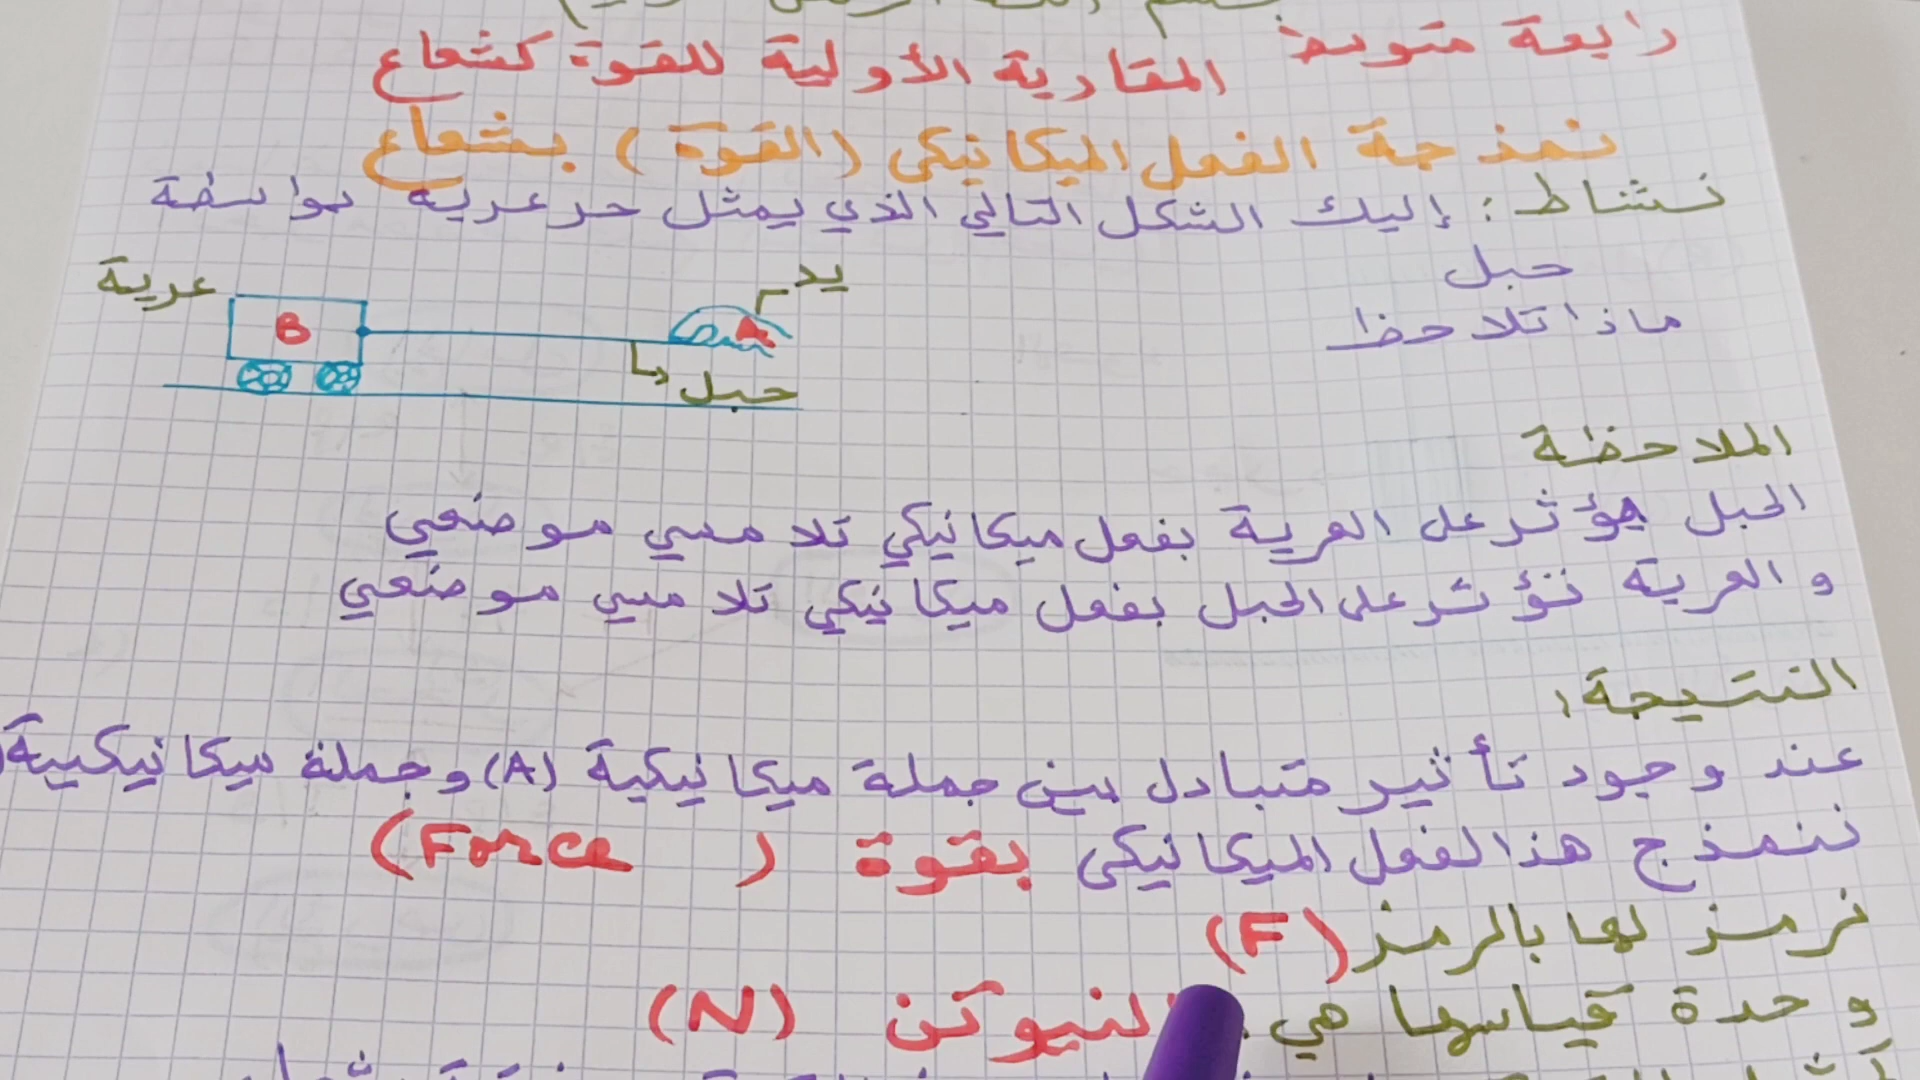 رابعة متوسط المقاربة الأولية للقوة كشعاع
نمذجة الفعل الميكانيكي (القوة) بشعاع
نشاط: إليك الشكل التالي الذي يمثل جر عربة بواسطة
حبل
ماذا تلاحظ
عربة
B
يد
حبل
الملاحظة
الحبل يؤثر على العربة بفعل ميكانيكي تلامسي موضعي
و العربة تؤثر على الحبل بفعل ميكانيكي تلامسي موضعي
النتيجة:
عند وجود تأثير متبادل بين جملة ميكانيكية (A) وجملة ميكانيكية
ننمذج هذا الفعل الميكانيكي بقوة (Force)
نرمز لها بالرمز (F)
وحدة قياسها هي: النيوتن (N)